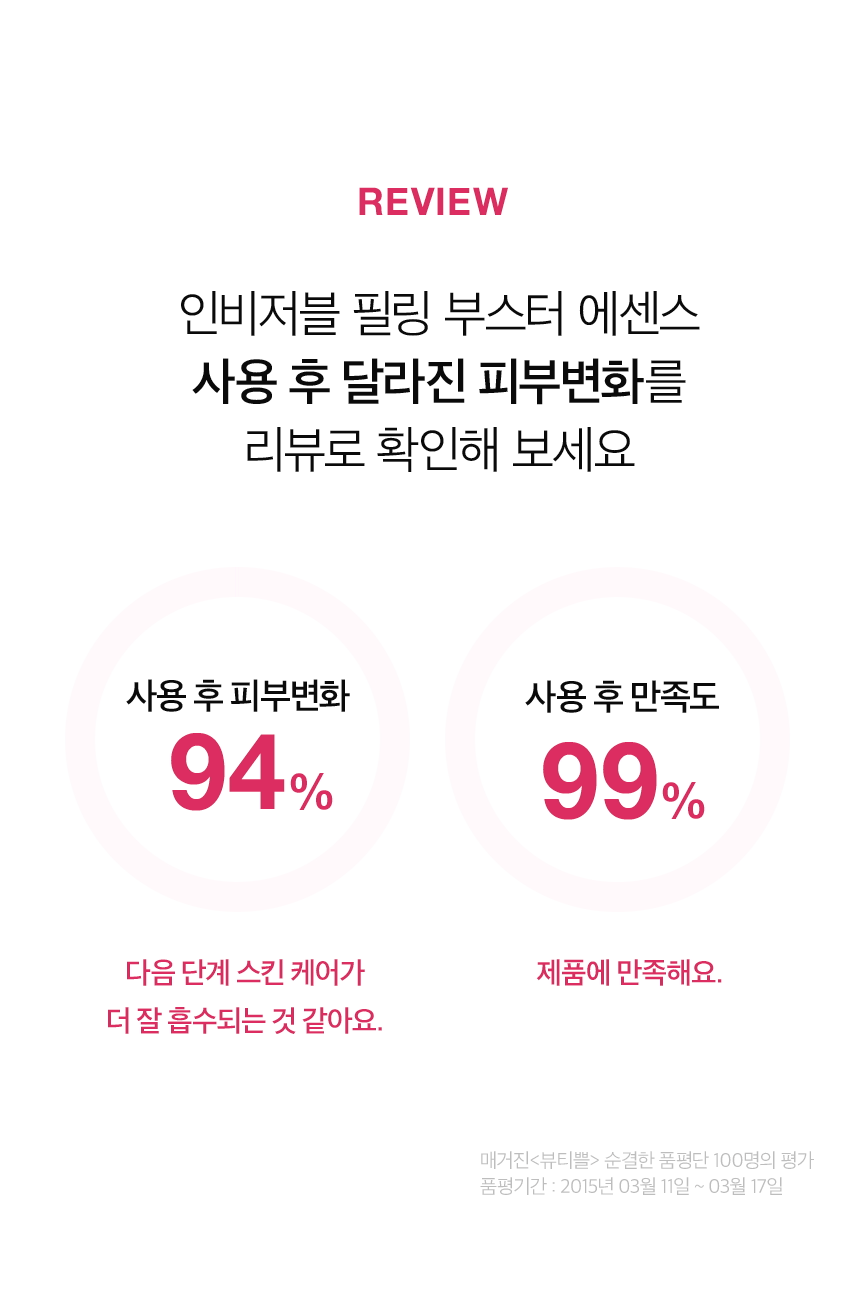 REVIEW
인비저블 필링 부스터 에센스
사용 후 달라진 피부변화를
리뷰로 확인해 보세요
사용 후 피부변화
94%
사용 후 만족도
99%
다음 단계 스킨 케어가
더 잘 흡수되는 것 같아요.
제품에 만족해요.
매거진<뷰티쁠> 순결한 품평단 100명의 평가
품평기간 : 2015년 03월 11일 ~ 03월 17일